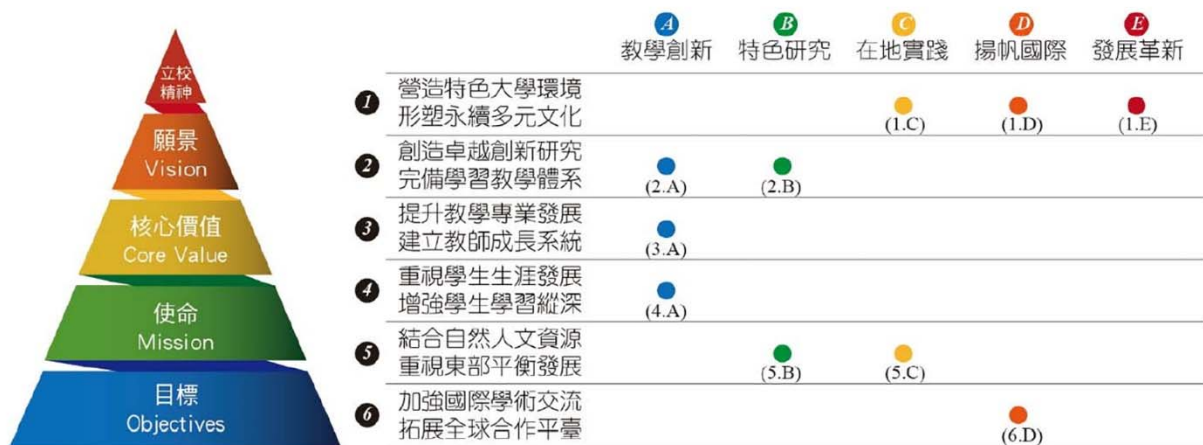 立校
精神
願景
Vision
核心價值
Core Value
使命
Mission
目標
Objectives
A B C D E
教學創新 特色研究 在地實踐 揚帆國際 發展革新
1
營造特色大學環境
形塑永續多元文化
(1.C) (1.D) (1.E)
2
創造卓越創新研究
完備學習教學體系
(2.A) (2.B)
3
提升教學專業發展
建立教師成長系統
(3.A)
4
重視學生生涯發展
增強學生學習縱深
(4.A)
5
結合自然人文資源
重視東部平衡發展
(5.B) (5.C)
6
加強國際學術交流
拓展全球合作平臺
(6.D)